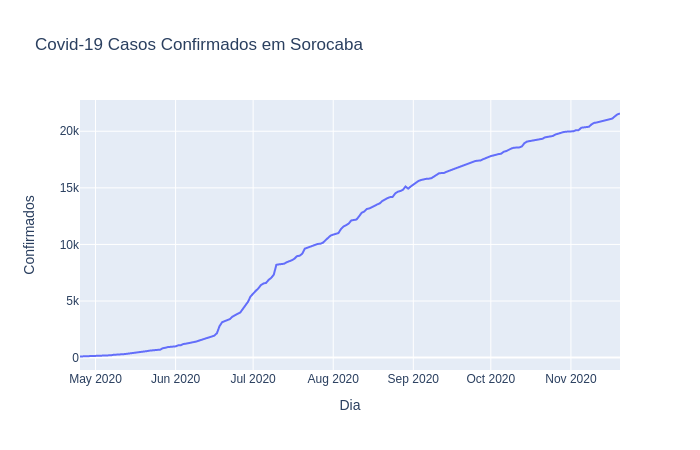 Covid-19 Casos Confirmados em Sorocaba
20k
15k
10k
5k
0
Confirmados
May 2020 Jun 2020 Jul 2020 Aug 2020 Sep 2020 Oct 2020 Nov 2020
Dia